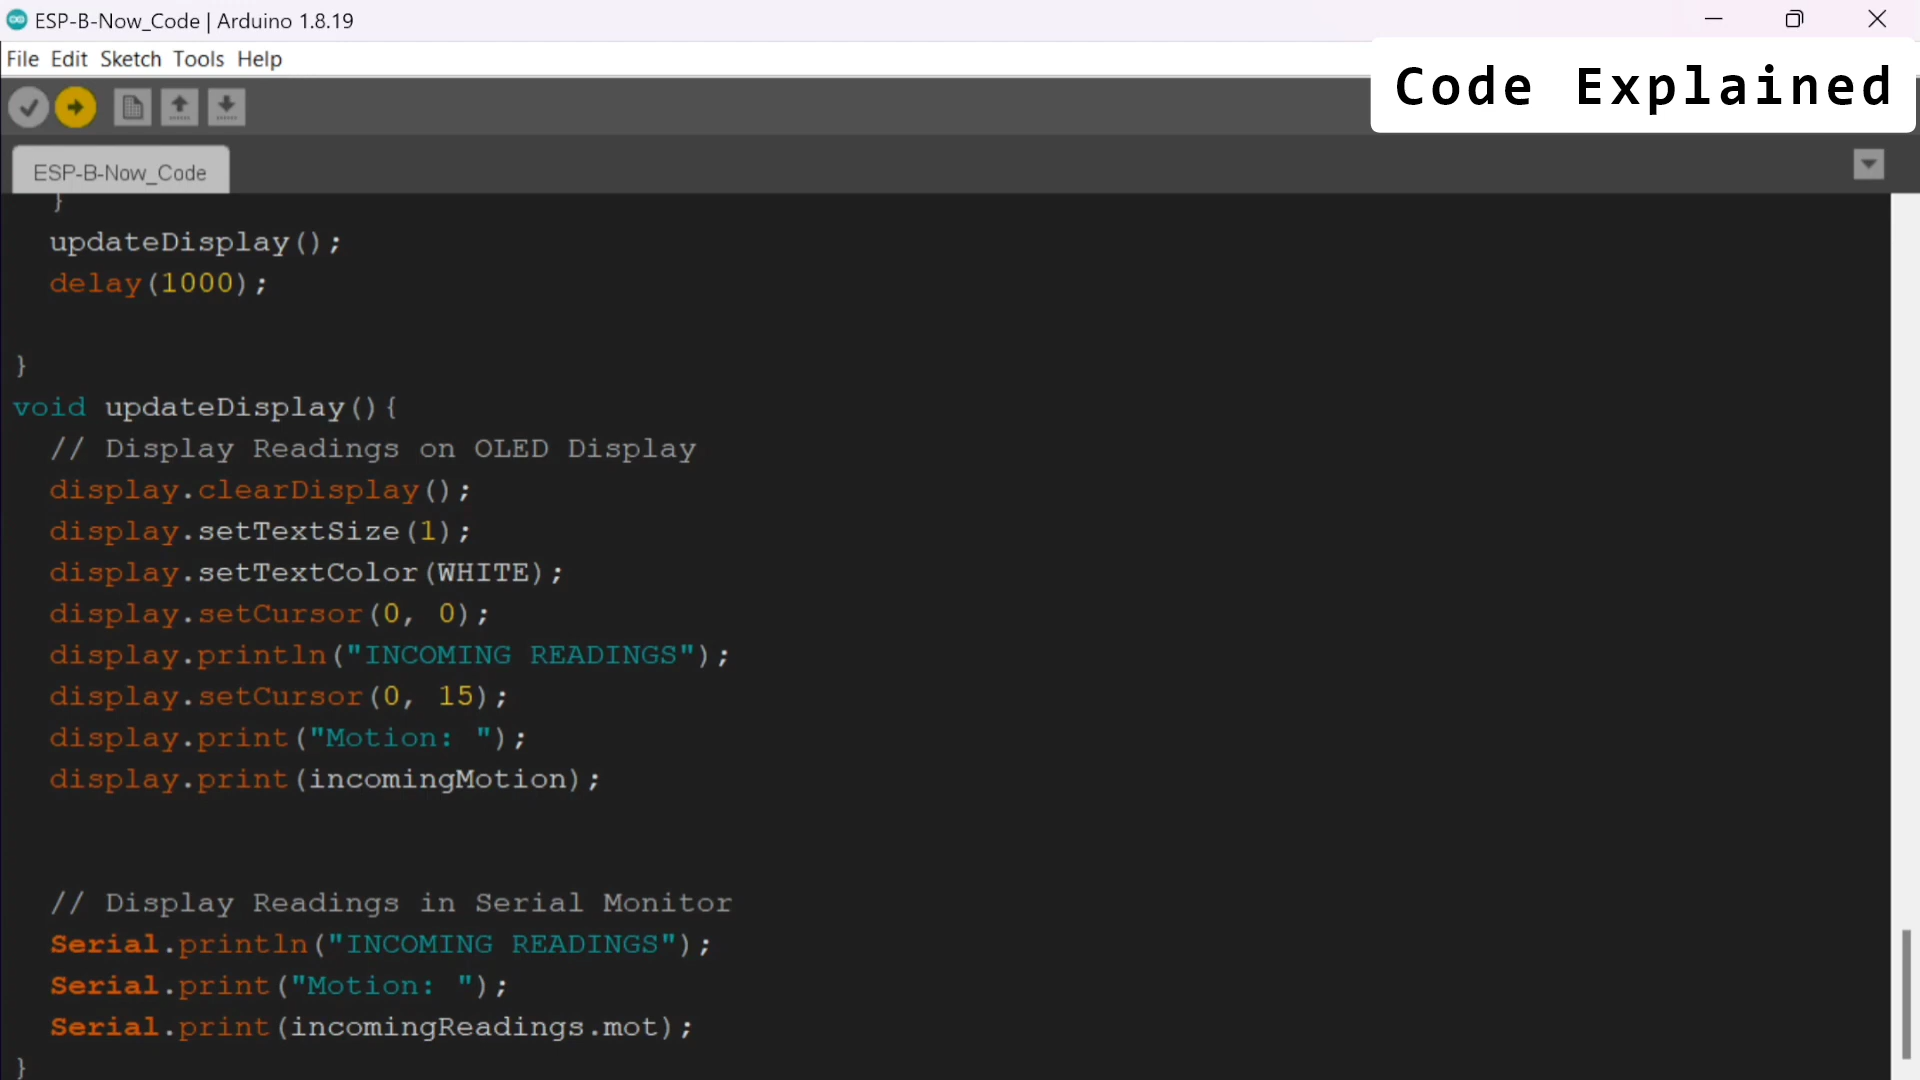 ESP-B-Now_Code | Arduino 1.8.19
File Edit Sketch Tools Help
Code Explained
ESP-B-Now_Code
}
updateDisplay();
delay(1000);
}
void updateDisplay(){
// Display Readings on OLED Display
display.clearDisplay();
display.setTextSize(1);
display.setTextColor(WHITE);
display.setCursor(0, 0);
display.println("INCOMING READINGS");
display.setCursor(0, 15);
display.print("Motion: ");
display.print(incomingMotion);
// Display Readings in Serial Monitor
Serial.println("INCOMING READINGS");
Serial.print("Motion: ");
Serial.print(incomingReadings.mot);
}